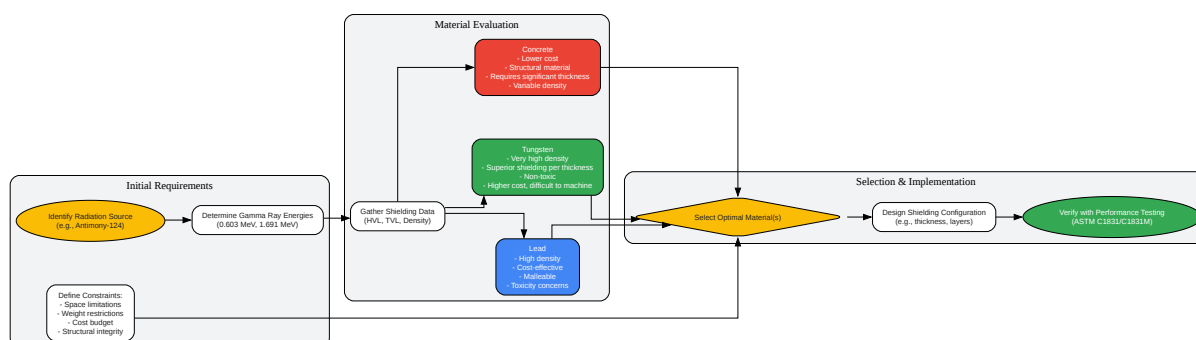 Initial Requirements
Identify Radiation Source
(e.g., Antimony-124)
Determine Gamma Ray Energies
(0.603 MeV, 1.691 MeV)
Define Constraints:
- Space limitations
- Weight restrictions
- Cost budget
- Structural integrity
Material Evaluation
Gather Shielding Data
(HVL, TVL, Density)
Concrete
- Lower cost
- Structural material
- Requires significant thickness
- Variable density
Tungsten
- Very high density
- Superior shielding per thickness
- Non-toxic
- Higher cost, difficult to machine
Lead
- High density
- Cost-effective
- Malleable
- Toxicity concerns
Selection & Implementation
Select Optimal Material(s)
Design Shielding Configuration
(e.g., thickness, layers)
Verify with Performance Testing
(ASTM C1831/C1831M)